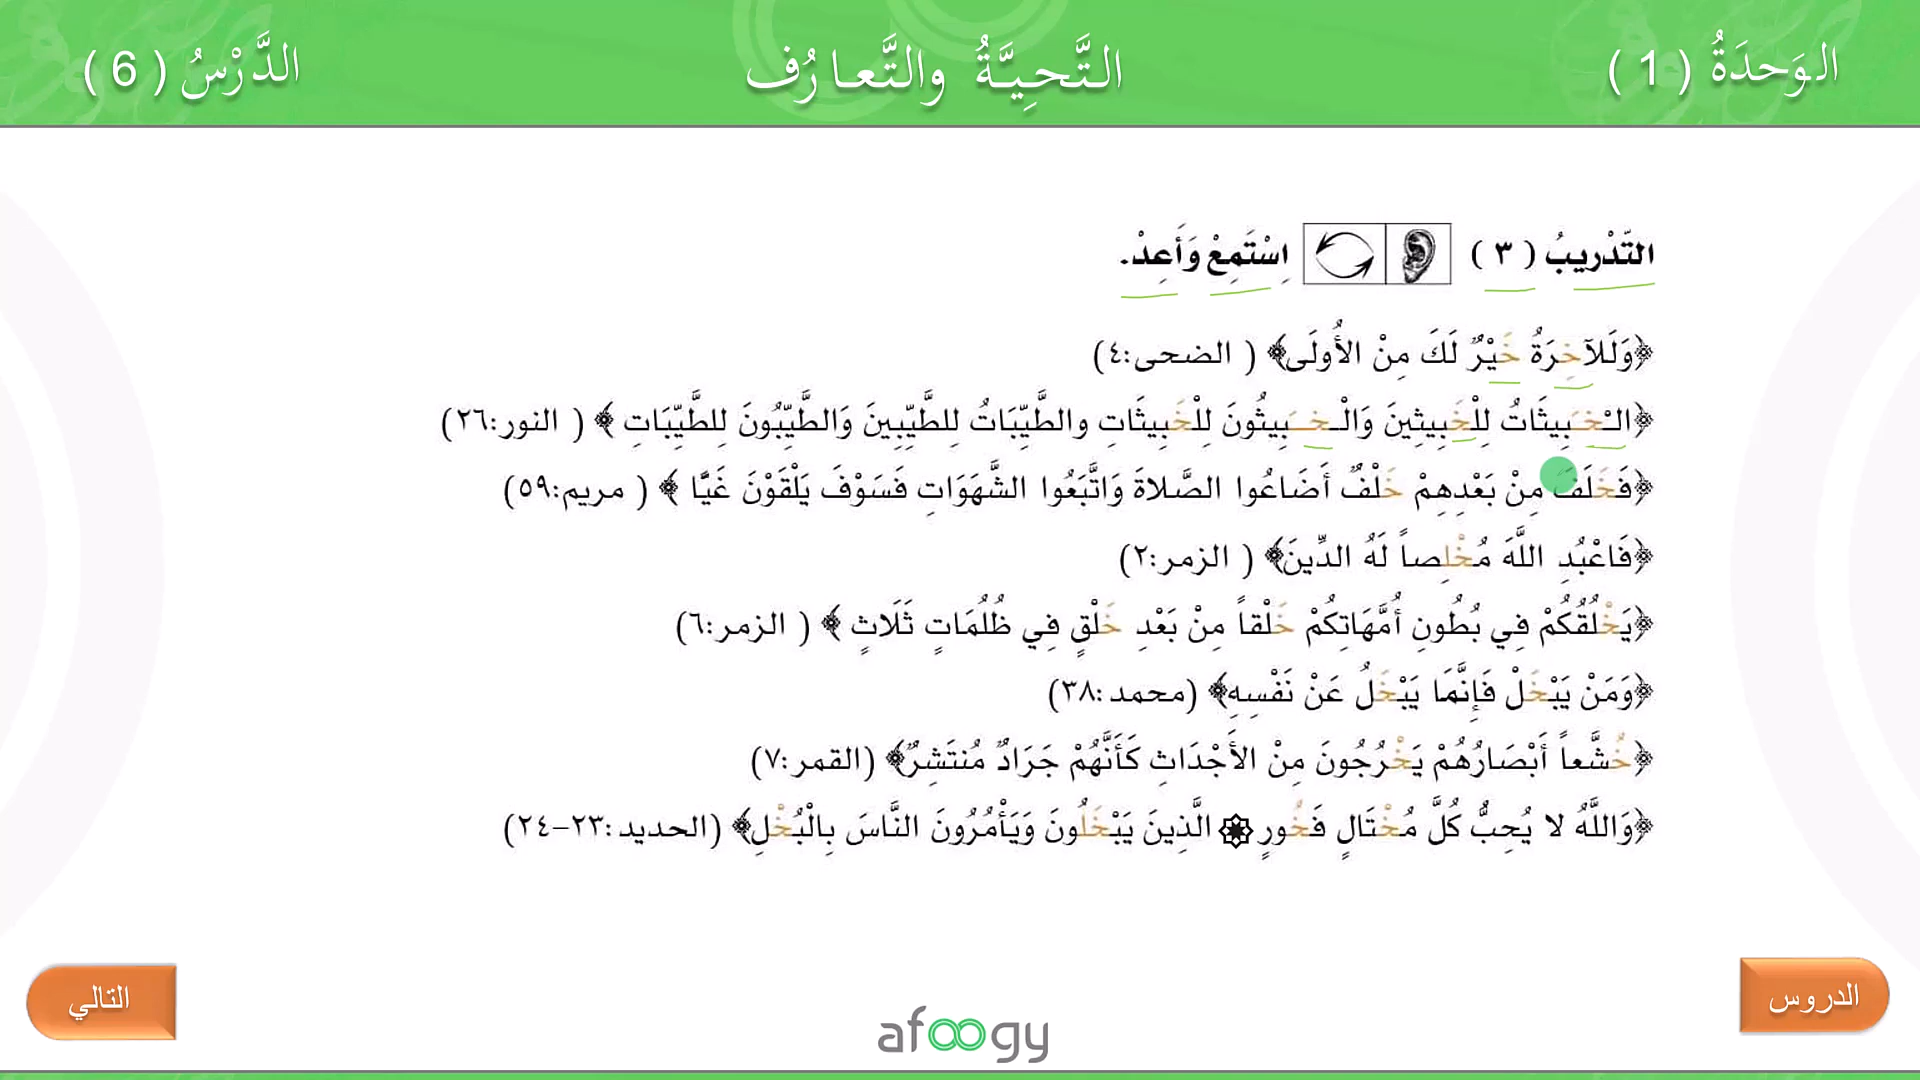 الوَحدَةُ ( 1 )
التَّحِيَّةُ والتَّعارُف
الدَّرْسُ ( 6 )
التّدْريبُ ( ٣ ) اِسْتَمِعْ وَأَعِدْ.
﴿وَلَلآخِرَةُ خَيْرٌ لَكَ مِنْ الأُولَى﴾ ( الضحى:٤)
﴿الْخَبِيثَاتُ لِلْخَبِيثِينَ وَالْخَبِيثُونَ لِلْخَبِيثَاتِ والطَّيِّبَاتُ لِلطَّيِّبِينَ وَالطَّيِّبُونَ لِلطَّيِّبَاتِ ﴾ ( النور:٢٦)
﴿فَخَلَفَ مِنْ بَعْدِهِمْ خَلْفٌ أَضَاعُوا الصَّلاةَ وَاتَّبَعُوا الشَّهَوَاتِ فَسَوْفَ يَلْقَوْنَ غَيًّا ﴾ ( مريم:٥٩)
﴿فَاعْبُدِ اللَّهَ مُخْلِصاً لَهُ الدِّينَ﴾ ( الزمر:٢)
﴿يَخْلُقُكُمْ فِي بُطُونِ أُمَّهَاتِكُمْ خَلْقاً مِنْ بَعْدِ خَلْقٍ فِي ظُلُمَاتٍ ثَلَاثٍ ﴾ ( الزمر:٦)
﴿وَمَنْ يَبْخَلْ فَإِنَّمَا يَبْخَلُ عَنْ نَفْسِهِ﴾ (محمد:٣٨)
﴿خُشَّعاً أَبْصَارُهُمْ يَخْرُجُونَ مِنْ الأَجْدَاثِ كَأَنَّهُمْ جَرَادٌ مُنتَشِرٌ﴾ (القمر:٧)
﴿وَاللَّهُ لا يُحِبُّ كُلَّ مُخْتَالٍ فَخُورٍ ۞ الَّذِينَ يَبْخَلُونَ وَيَأْمُرُونَ النَّاسَ بِالْبُخْلِ﴾ (الحديد:٢٣-٢٤)
الدروس
التالي
afoogy